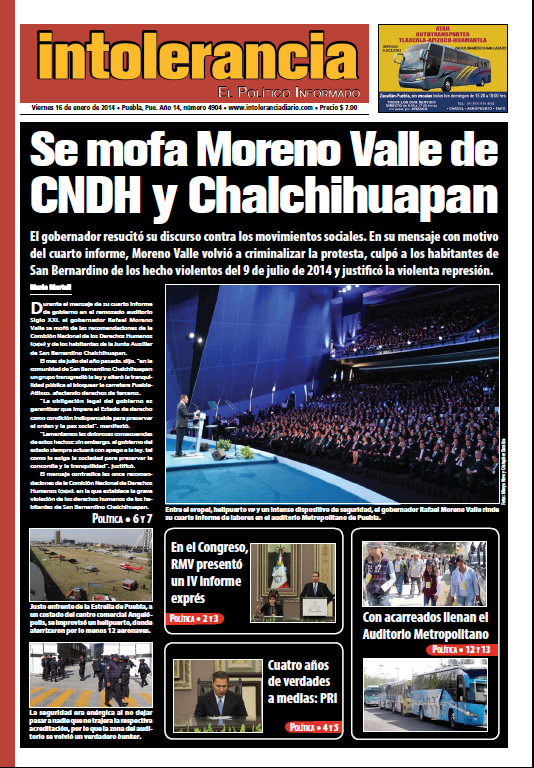 intolerancia
EL POLÍTICO INFORMADO
Viernes 16 de enero de 2014 • Puebla, Pue. Año 14, número 4904 • www.intoleranciadiario.com • Precio $ 7.00
ATAH
AUTOTRANSPORTES
TLAXCALA-APIZACO-HUAMANTLA
SERVICIO
EJECUTIVO
Se mofa Moreno Valle de
CNDH y Chalchihuapan
El gobernador resucitó su discurso contra los movimientos sociales. En su mensaje con motivo
del cuarto informe, Moreno Valle volvió a criminalizar la protesta, culpó a los habitantes de
San Bernardino de los hecho violentos del 9 de julio de 2014 y justificó la violenta represión.
Mario Martell
Durante el mensaje de su cuarto informe
de gobierno en el remozado auditorio
Siglo XXI, el gobernador Rafael Moreno
Valle se mofó de las recomendaciones de la
Comisión Nacional de los Derechos Humanos
(CNDH) y de los habitantes de la Junta Auxiliar
de San Bernardino Chalchihuapan.
El mes de julio del año pasado, dijo, "en la
comunidad de San Bernardino Chalchihuapan
un grupo transgredió la ley y alteró la tranqui-
lidad pública al bloquear la carretera Puebla-
Atlixco, afectando derechos de terceros.
"La obligación legal del gobierno es
garantizar que impere el Estado de derecho
como condición indispensable para preservar
el orden y la paz social", manifestó.
"Lamentamos las dolorosas consecuencias
de estos hechos; sin embargo, el gobierno del
estado siempre actuará con apego a la ley, tal
como lo exige la sociedad para preservar la
concordia y la tranquilidad", justificó.
El mensaje contradice las once recomen-
daciones de la Comisión Nacional de Derechos
Humanos (CNDH), en la que establece la grave
violación de los derechos humanos de los ha-
bitantes de San Bernardino Chalchihuapan.
POLÍTICA • 6 Y 7
Entre el oropel, helipuerto VIP y un intenso dispositivo de seguridad, el gobernador Rafael Moreno Valle rinde
su cuarto informe de labores en el auditorio Metropolitano de Puebla.
Justo enfrente de la Estrella de Puebla, a
un costado del centro comercial Angeló-
polis, se improvisó un helipuerto, donde
aterrizaron por lo menos 12 aeronaves.
La seguridad era enérgica al no dejar
pasar a nadie que no trajera la respectiva
acreditación, por lo que la zona del audi-
torio se volvió un verdadero bunker.
En el Congreso,
RMV presentó
un IV informe
exprés
POLÍTICA • 2 Y 3
Cuatro años
de verdades
a medias: PRI
POLÍTICA • 4 Y 5
Con acarreados llenan el
Auditorio Metropolitano
POLÍTICA • 12 Y 13